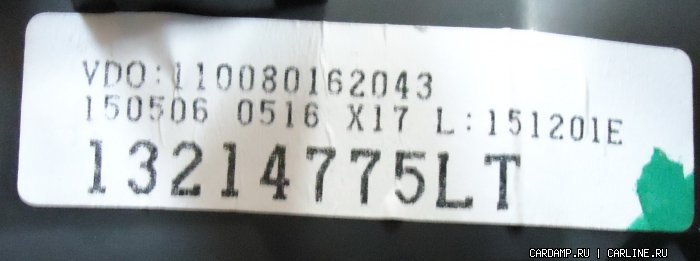 VDO:110080162043
150506 0516 X17 L:151201E
13214775LT
CARDAMP.RU | CARLINE.RU